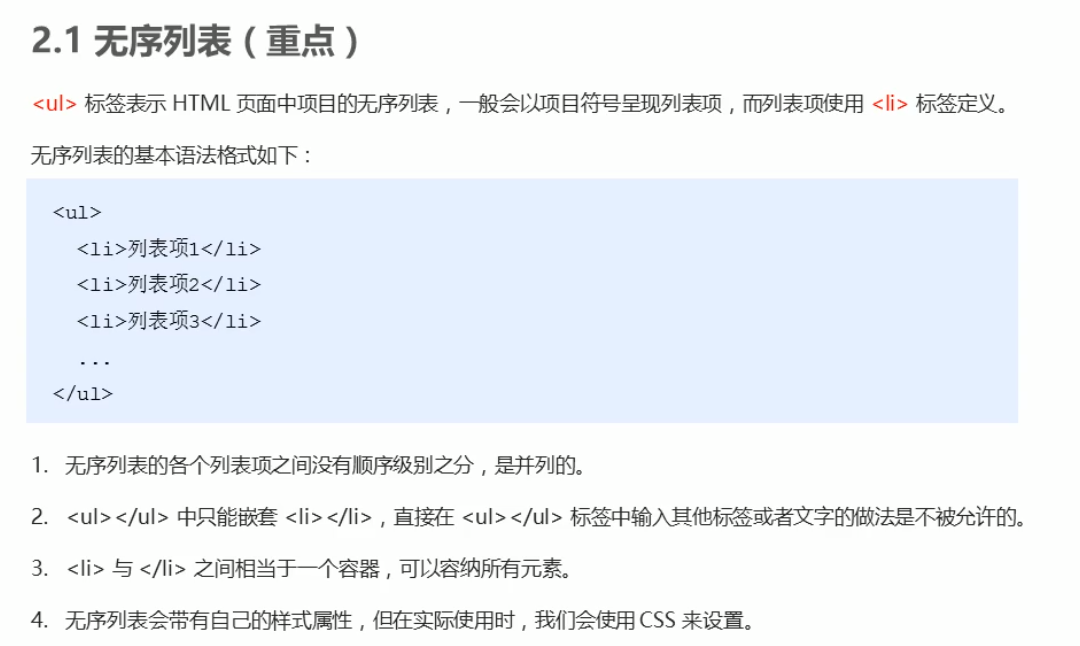 2.1 无序列表（重点）
<ul> 标签表示 HTML 页面中项目的无序列表，一般会以项目符号呈现列表项，而列表项使用 <li> 标签定义。
无序列表的基本语法格式如下：
<ul>
<li>列表项1</li>
<li>列表项2</li>
<li>列表项3</li>
...
</ul>
1. 无序列表的各个列表项之间没有顺序级别之分，是并列的。
2. <ul></ul> 中只能嵌套 <li></li>，直接在 <ul></ul> 标签中输入其他标签或者文字的做法是不被允许的。
3. <li> 与 </li> 之间相当于一个容器，可以容纳所有元素。
4. 无序列表会带有自己的样式属性，但在实际使用时，我们会使用 CSS 来设置。